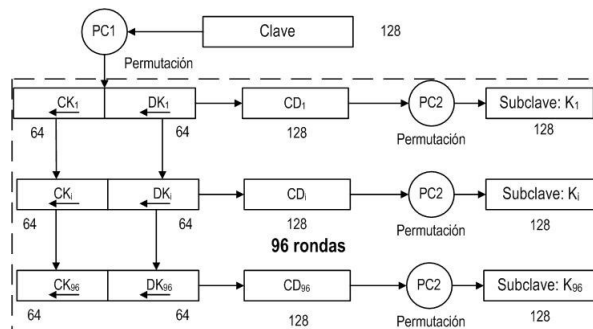 PC1
Clave
128
Permutación
CK1
DK1
CD1
PC2
Subclave: K1
64
64
128
Permutación
128
CKi
DKi
CDi
PC2
Subclave: Ki
64
64
128
Permutación
128
96 rondas
CK96
DK96
CD96
PC2
Subclave: K96
64
64
128
Permutación
128